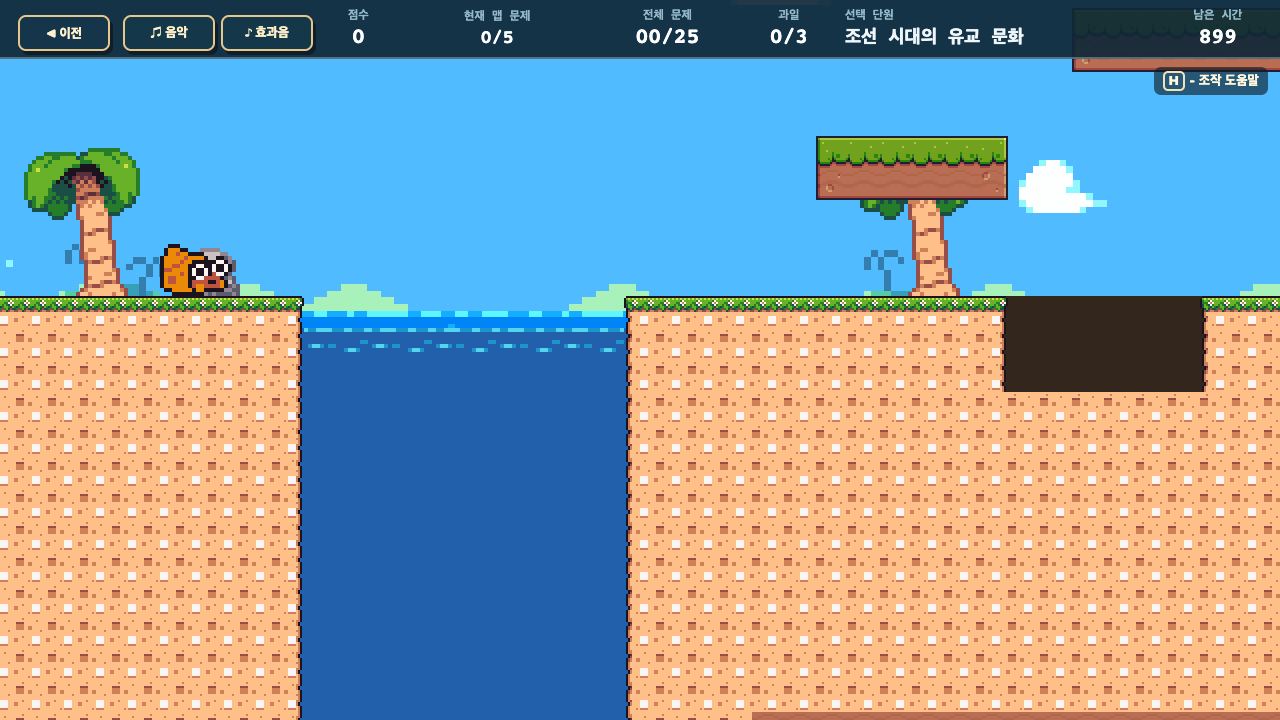 ◀ 이전
♫ 음악
♪ 효과음
점수
0
현재 맵 문제
0/5
전체 문제
00/25
과일
0/3
선택 단원
조선 시대의 유교 문화
남은 시간
899
H - 조작 도움말